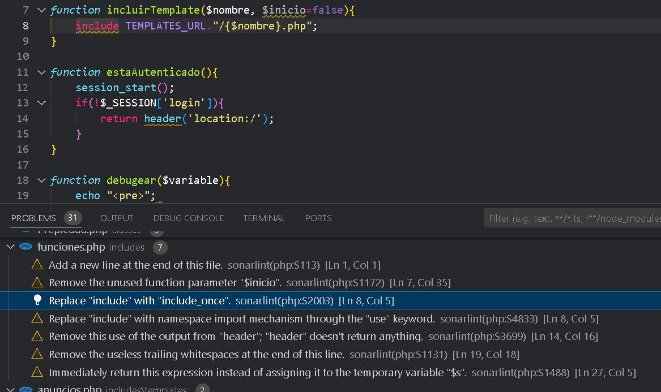 7 function incluirTemplate($nombre, $inicio=false){
8 include TEMPLATES_URL."/{$nombre}.php";
9 }
10
11 function estaAutenticado(){
12 session_start();
13 if(!$_SESSION['login']){
14 return header('location:/');
15 }
16 }
17
18 function debugear($variable){
19 echo "<pre>";
PROBLEMS 31 OUTPUT DEBUG CONSOLE TERMINAL PORTS Filter (e.g. text, **/*.ts, !**/node_modules
funciones.php includes 7
Add a new line at the end of this file. sonarlint(php:S113) [Ln 1, Col 1]
Remove the unused function parameter "$inicio". sonarlint(php:S1172) [Ln 7, Col 35]
Replace "include" with "include_once". sonarlint(php:S2003) [Ln 8, Col 5]
Replace "include" with namespace import mechanism through the "use" keyword. sonarlint(php:S4833) [Ln 8, Col 5]
Remove this use of the output from "header"; "header" doesn't return anything. sonarlint(php:S3699) [Ln 14, Col 16]
Remove the useless trailing whitespaces at the end of this line. sonarlint(php:S1131) [Ln 19, Col 18]
Immediately return this expression instead of assigning it to the temporary variable "$s". sonarlint(php:S1488) [Ln 27, Col 5]
anuncios.php includes\templates 2